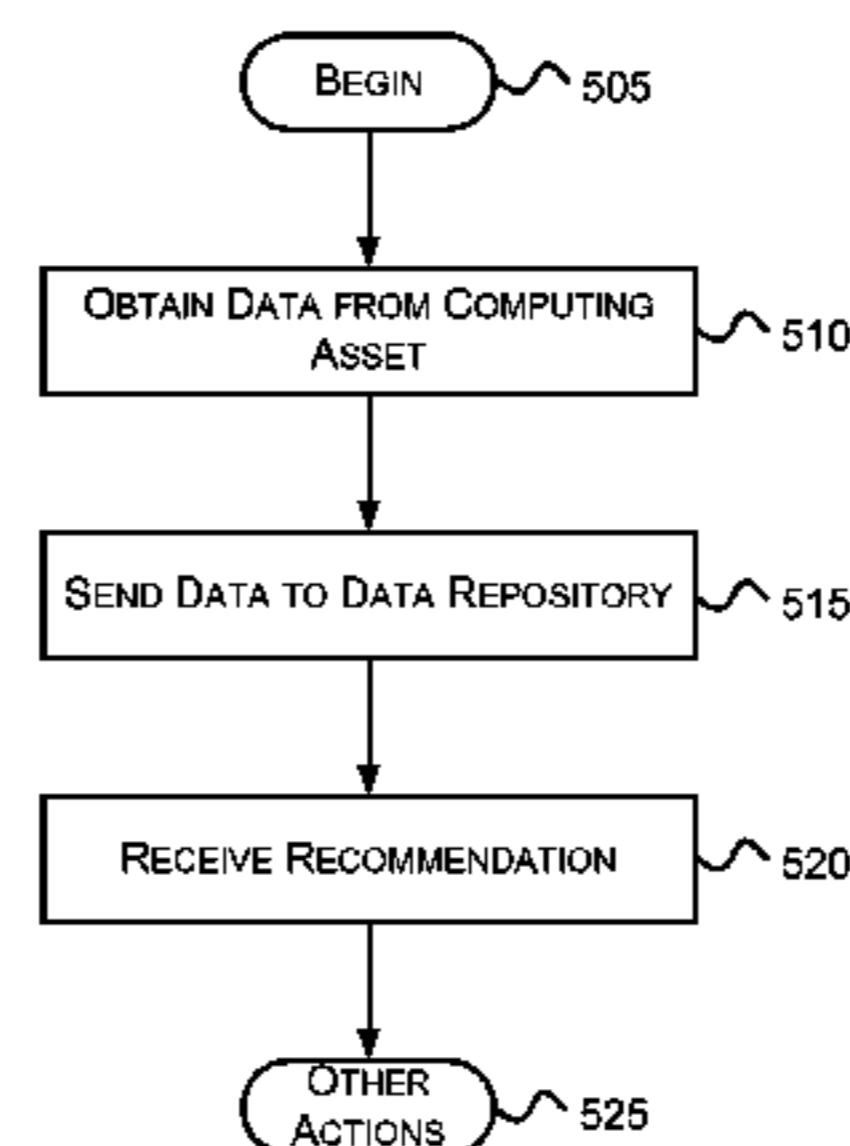 BEGIN
505
OBTAIN DATA FROM COMPUTING
ASSET
510
SEND DATA TO DATA REPOSITORY
515
RECEIVE RECOMMENDATION
520
OTHER
ACTIONS
525